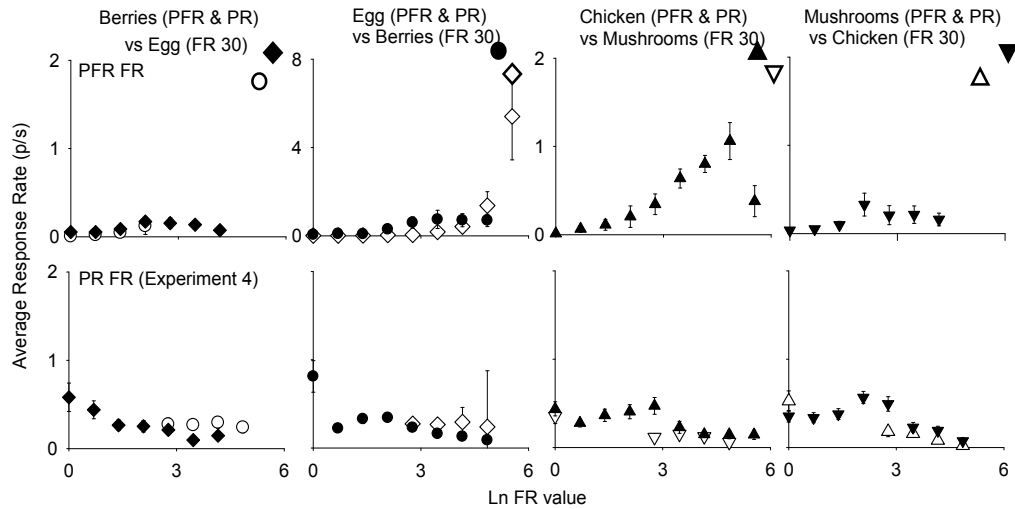 Berries (PFR & PR)
vs Egg (FR 30)
Egg (PFR & PR)
vs Berries (FR 30)
Chicken (PFR & PR)
vs Mushrooms (FR 30)
Mushrooms (PFR & PR)
vs Chicken (FR 30)
2
PFR FR
1
0
8
4
0
2
1
0
Average Response Rate (p/s)
2
PR FR (Experiment 4)
1
0
0
3
6
0
3
6
0
3
6
0
3
6
Ln FR value